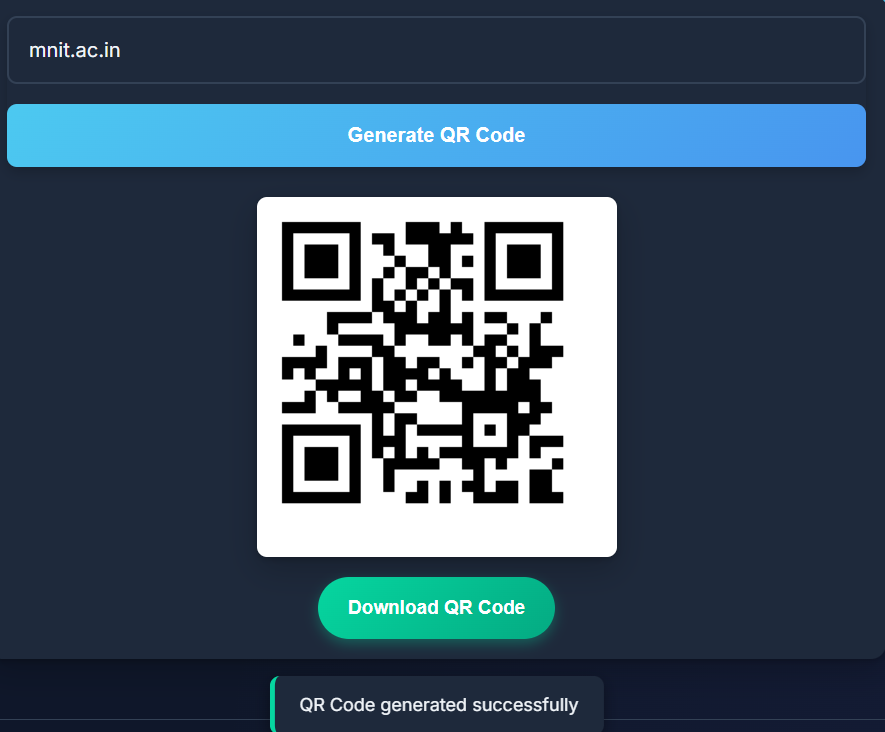 mnit.ac.in
Generate QR Code
Download QR Code
QR Code generated successfully